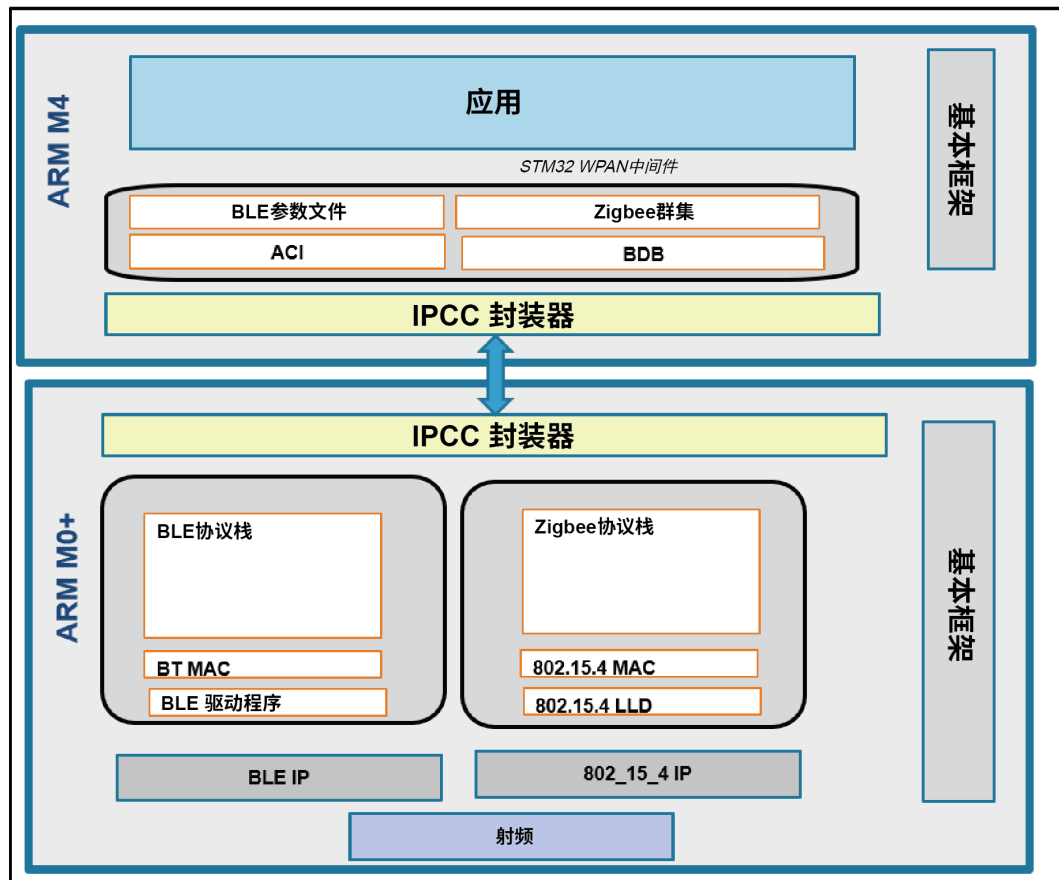 ARM M4
应用
基本框架
STM32 WPAN中间件
BLE参数文件
Zigbee群集
ACI
BDB
IPCC 封装器
IPCC 封装器
ARM M0+
基本框架
BLE协议栈
Zigbee协议栈
BT MAC
802.15.4 MAC
BLE 驱动程序
802.15.4 LLD
BLE IP
802_15_4 IP
射频